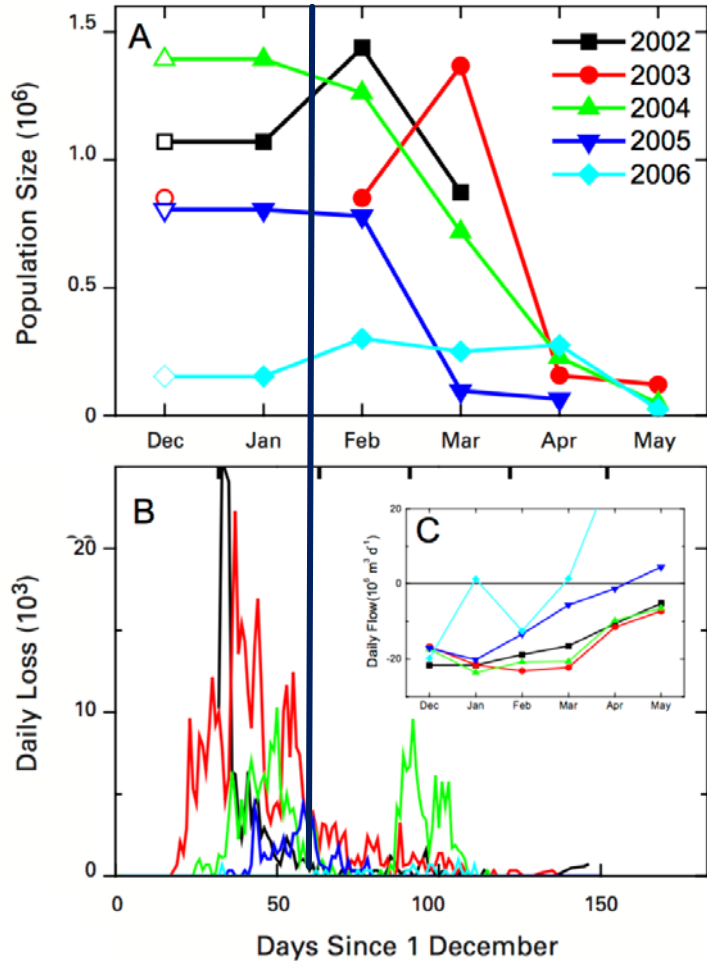 A
2002
2003
2004
2005
2006
Population Size (10⁶)
1.5
1.0
0.5
0
Dec Jan Feb Mar Apr May
B
Daily Loss (10³)
20
10
0
0 50 100 150
Days Since 1 December
C
Daily Flow(10⁶ m³ d⁻¹)
20
0
-20
Dec Jan Feb Mar Apr May